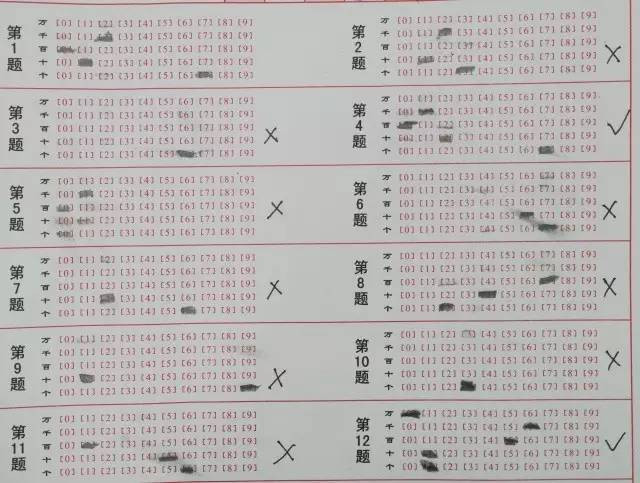 第1题
万 [0] [1] [2] [3] [4] [5] [6] [7] [8] [9]
千 [0] [1] [3] [4] [5] [6] [7] [8] [9]
百 [1] [2] [3] [4] [5] [6] [7] [8] [9]
十 [0] [2] [3] [4] [5] [6] [7] [8] [9]
个 [0] [1] [2] [3] [4] [5] [6] [8] [9]
第2题
万 [0] [1] [2] [3] [4] [5] [6] [7] [8] [9]
千 [0] [1] [3] [4] [5] [6] [7] [8] [9]
百 [0] [1] [2] [3] [4] [5] [6] [7] [8] [9]
十 [0] [2] [3] [4] [5] [6] [7] [8] [9]
个 [0] [1] [2] [4] [5] [6] [7] [8] [9]
第3题
万 [0] [1] [2] [3] [4] [5] [6] [7] [8] [9]
千 [0] [1] [2] [3] [4] [5] [6] [7] [8] [9]
百 [0] [1] [2] [3] [4] [5] [6] [7] [8] [9]
十 [0] [1] [2] [3] [4] [5] [6] [7] [8] [9]
个 [0] [1] [2] [3] [4] [5] [7] [8] [9]
第4题
万 [0] [1] [2] [3] [4] [5] [6] [7] [8] [9]
千 [0] [2] [3] [4] [5] [6] [7] [8] [9]
百 [1] [2] [3] [4] [5] [6] [7] [8] [9]
十 [0] [1] [3] [4] [5] [6] [7] [8] [9]
个 [0] [1] [2] [3] [4] [5] [6] [8] [9]
第5题
万 [0] [1] [2] [3] [4] [5] [6] [7] [8] [9]
千 [0] [1] [2] [3] [4] [5] [6] [7] [8] [9]
百 [0] [1] [2] [3] [4] [5] [6] [7] [8] [9]
十 [0] [1] [2] [3] [4] [5] [6] [7] [8] [9]
个 [0] [1] [2] [3] [4] [5] [6] [7] [8] [9]
第6题
万 [0] [1] [2] [3] [4] [5] [6] [7] [8] [9]
千 [0] [1] [2] [3] [4] [5] [6] [7] [8] [9]
百 [0] [1] [2] [3] [4] [5] [6] [7] [8] [9]
十 [0] [1] [2] [3] [4] [5] [7] [8] [9]
个 [0] [1] [2] [3] [4] [5] [6] [8] [9]
第7题
万 [0] [1] [2] [3] [4] [5] [6] [7] [8] [9]
千 [0] [1] [2] [3] [4] [5] [6] [7] [8] [9]
百 [0] [1] [2] [3] [4] [5] [6] [7] [8] [9]
十 [0] [1] [3] [4] [5] [6] [7] [8] [9]
个 [0] [1] [2] [3] [4] [5] [7] [8] [9]
第8题
万 [0] [1] [2] [3] [4] [5] [6] [7] [8] [9]
千 [0] [1] [2] [3] [4] [5] [6] [7] [8] [9]
百 [0] [1] [2] [3] [4] [5] [6] [8] [9]
十 [0] [1] [2] [3] [5] [6] [7] [8] [9]
个 [0] [1] [3] [4] [5] [6] [7] [8] [9]
第9题
万 [0] [1] [2] [3] [4] [5] [6] [7] [8] [9]
千 [0] [1] [2] [3] [4] [5] [6] [7] [8] [9]
百 [0] [1] [2] [3] [4] [5] [6] [7] [8] [9]
十 [0] [2] [3] [4] [5] [6] [7] [8] [9]
个 [0] [1] [2] [3] [4] [5] [6] [7] [8]
第10题
万 [0] [1] [2] [3] [4] [5] [6] [7] [8] [9]
千 [0] [1] [2] [3] [4] [5] [6] [7] [8] [9]
百 [0] [1] [2] [3] [4] [5] [6] [7] [8] [9]
十 [0] [1] [2] [3] [4] [5] [6] [7] [8] [9]
个 [0] [1] [2] [4] [5] [6] [7] [8] [9]
第11题
万 [0] [1] [2] [3] [4] [5] [6] [7] [8] [9]
千 [0] [1] [2] [3] [4] [5] [6] [7] [8] [9]
百 [0] [2] [3] [4] [5] [6] [7] [8] [9]
十 [0] [1] [2] [3] [4] [6] [7] [8] [9]
个 [0] [1] [2] [3] [4] [5] [7] [8] [9]
第12题
万 [1] [2] [3] [4] [5] [6] [7] [8] [9]
千 [0] [1] [2] [3] [4] [5] [7] [8] [9]
百 [0] [1] [2] [3] [4] [6] [7] [8] [9]
十 [0] [2] [3] [4] [5] [6] [7] [8] [9]
个 [0] [2] [3] [4] [5] [6] [7] [8] [9]